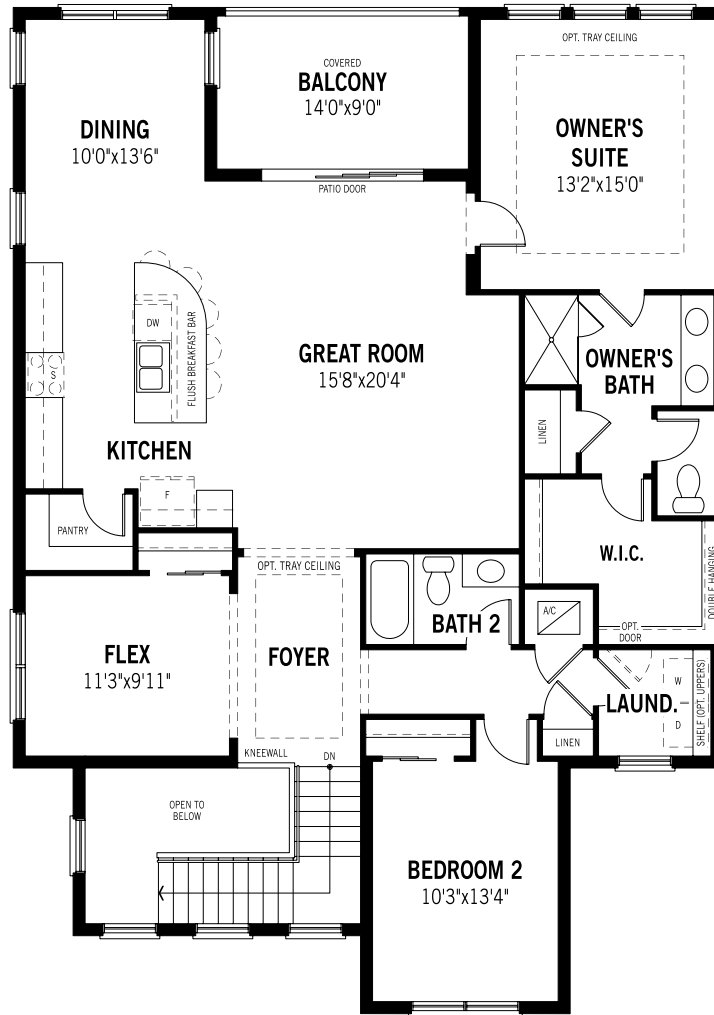 OPT. TRAY CEILING
COVERED
BALCONY
14'0"x9'0"
DINING
10'0"x13'6"
OWNER'S
SUITE
13'2"x15'0"
PATIO DOOR
DW
FLUSH BREAKFAST BAR
S
GREAT ROOM
15'8"x20'4"
OWNER'S
BATH
LINEN
KITCHEN
F
PANTRY
W.I.C.
DOUBLE HANGING
OPT. TRAY CEILING
A/C
BATH 2
OPT.
DOOR
FLEX
11'3"x9'11"
FOYER
W
LAUND.
D
SHELF (OPT. UPPERS)
LINEN
KNEEWALL
DN
OPEN TO
BELOW
BEDROOM 2
10'3"x13'4"